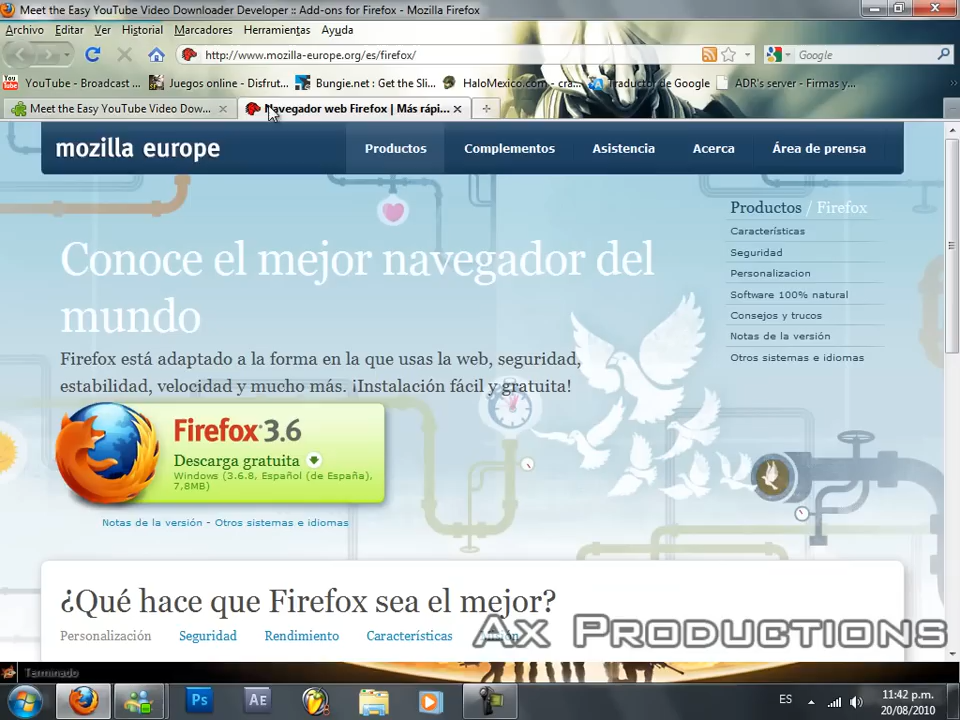 Meet the Easy YouTube Video Downloader Developer :: Add-ons for Firefox - Mozilla Firefox
Archivo Editar Ver Historial Marcadores Herramientas Ayuda
http://www.mozilla-europe.org/es/firefox/
Google
YouTube - Broadcast ... Juegos online - Disfrut... Bungie.net : Get the Sli... HaloMexico.com - cra... Traductor de Google ADR's server - Firmas y...
Meet the Easy YouTube Video Dow... Navegador web Firefox | Más rápi...
mozilla europe
Productos Complementos Asistencia Acerca Área de prensa
Productos / Firefox
Características
Seguridad
Personalizacion
Software 100% natural
Consejos y trucos
Notas de la versión
Otros sistemas e idiomas
Conoce el mejor navegador del
mundo
Firefox está adaptado a la forma en la que usas la web, seguridad,
estabilidad, velocidad y mucho más. ¡Instalación fácil y gratuita!
Firefox 3.6
Descarga gratuita
Windows (3.6.8, Español (de España),
7,8MB)
Notas de la versión - Otros sistemas e idiomas
¿Qué hace que Firefox sea el mejor?
Personalización Seguridad Rendimiento Características
Ax Productions
Terminado
Ps AE
ES
11:42 p.m.
20/08/2010